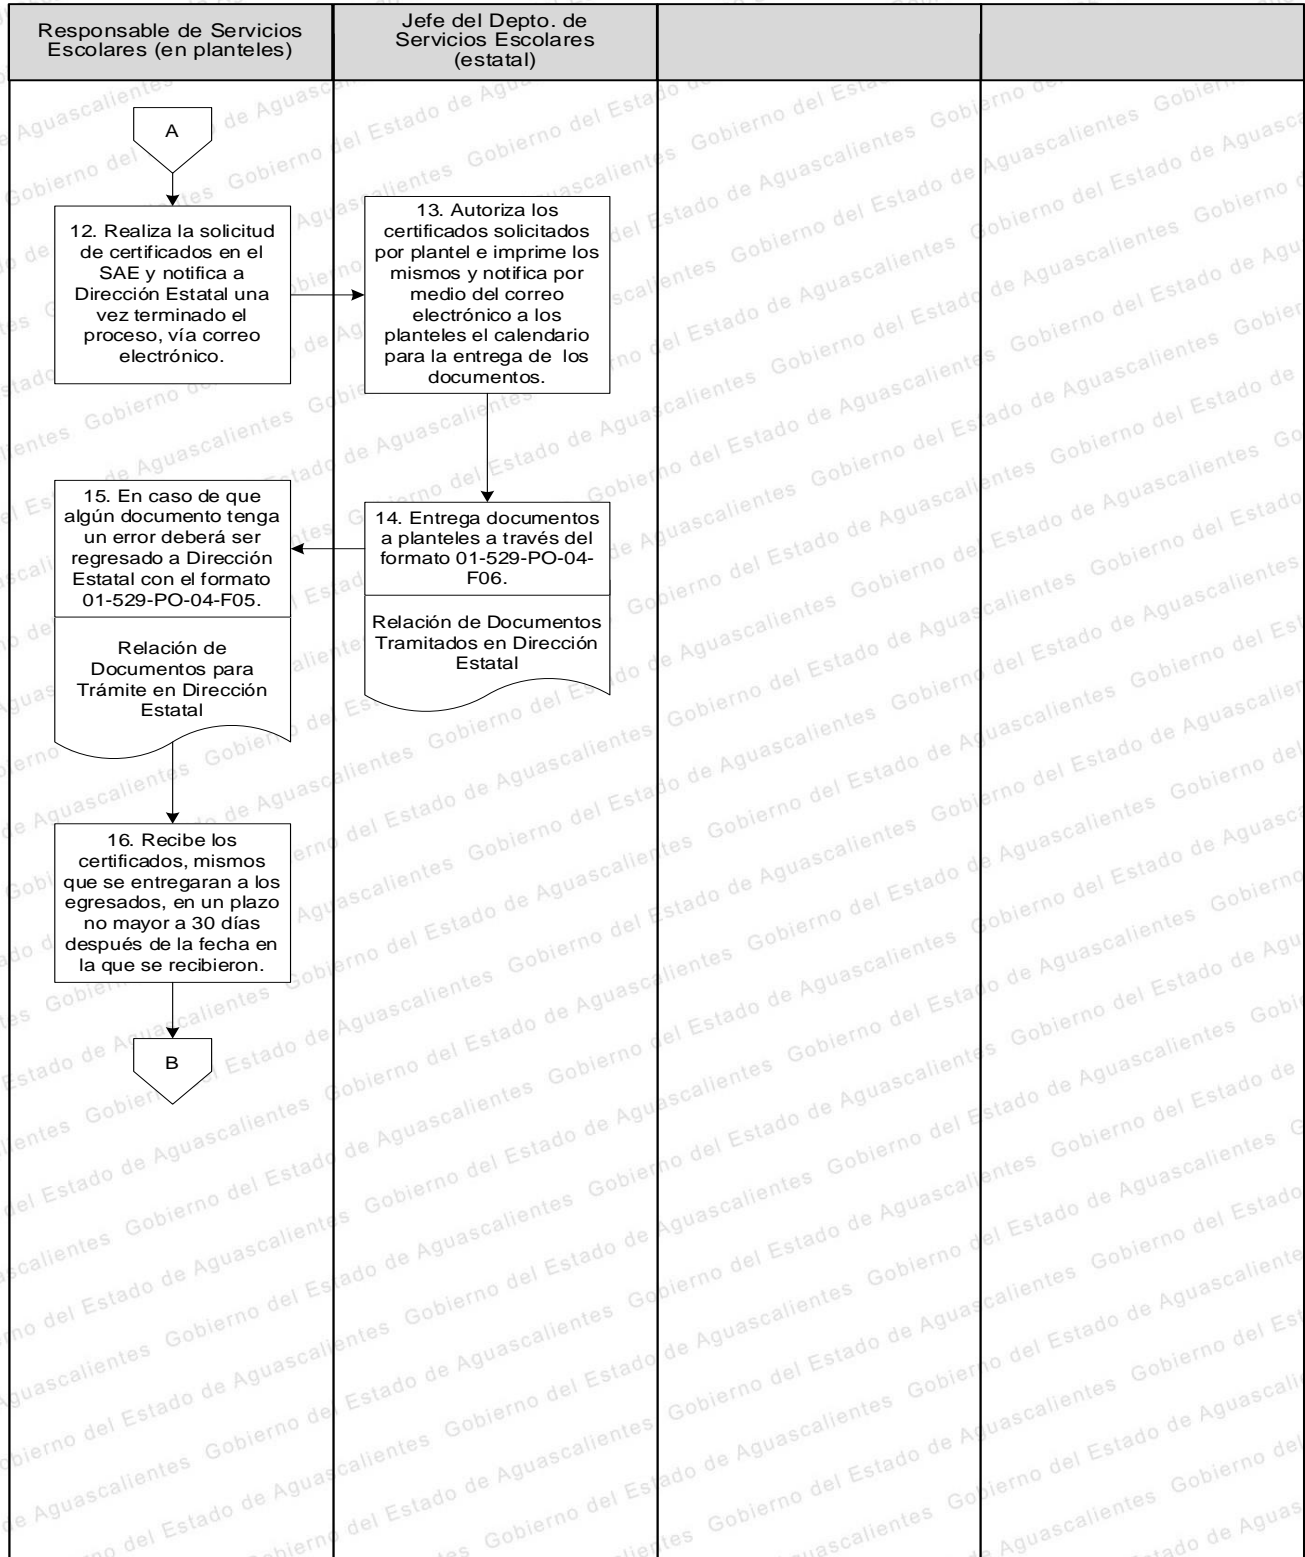 Responsable de Servicios
Escolares (en planteles)
Jefe del Depto. de
Servicios Escolares
(estatal)
A
12. Realiza la solicitud
de certificados en el
SAE y notifica a
Dirección Estatal una
vez terminado el
proceso, vía correo
electrónico.
13. Autoriza los
certificados solicitados
por plantel e imprime los
mismos y notifica por
medio del correo
electrónico a los
planteles el calendario
para la entrega de  los
documentos.
14. Entrega documentos
a planteles a través del
formato 01-529-PO-04-
F06.
Relación de Documentos
Tramitados en Dirección
Estatal
15. En caso de que
algún documento tenga
un error deberá ser
regresado a Dirección
Estatal con el formato
01-529-PO-04-F05.
Relación de
Documentos para
Trámite en Dirección
Estatal
16. Recibe los
certificados, mismos
que se entregaran a los
egresados, en un plazo
no mayor a 30 días
después de la fecha en
la que se recibieron.
B